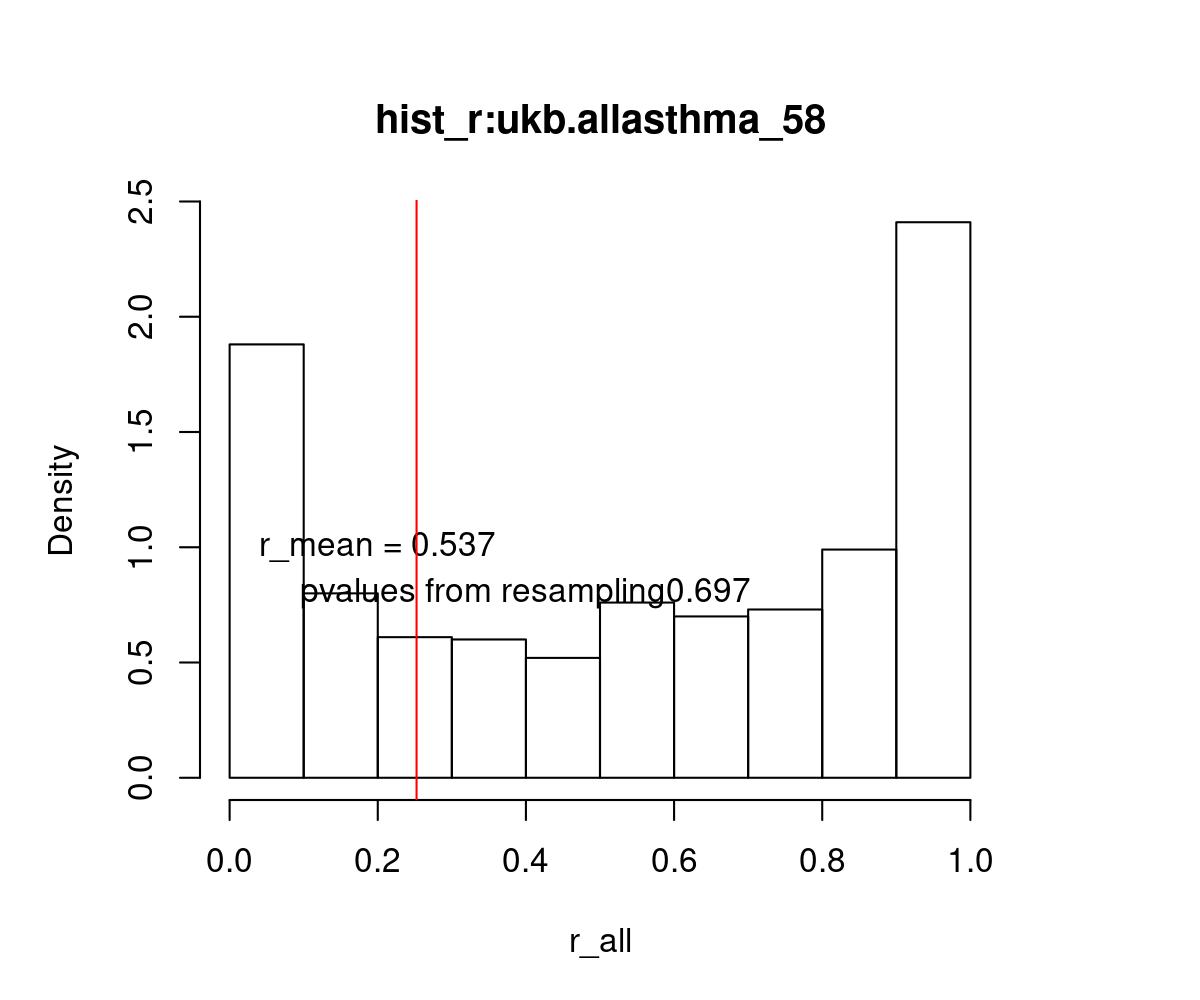 hist_r:ukb.allasthma_58
2.5
2.0
1.5
1.0
0.5
0.0
Density
r_mean = 0.537
pvalues from resampling0.697
0.0 0.2 0.4 0.6 0.8 1.0
r_all